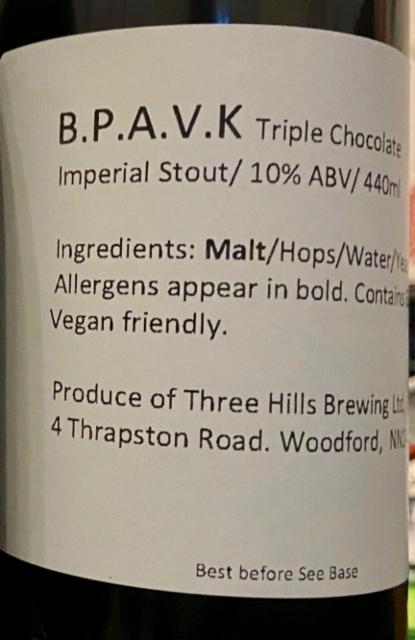 B.P.A.V.K Triple Chocolate
Imperial Stout/ 10% ABV/ 440ml
Ingredients: Malt/Hops/Water/
Allergens appear in bold. Contains
Vegan friendly.
Produce of Three Hills Brewing Ltd
4 Thrapston Road. Woodford,
Best before See Base